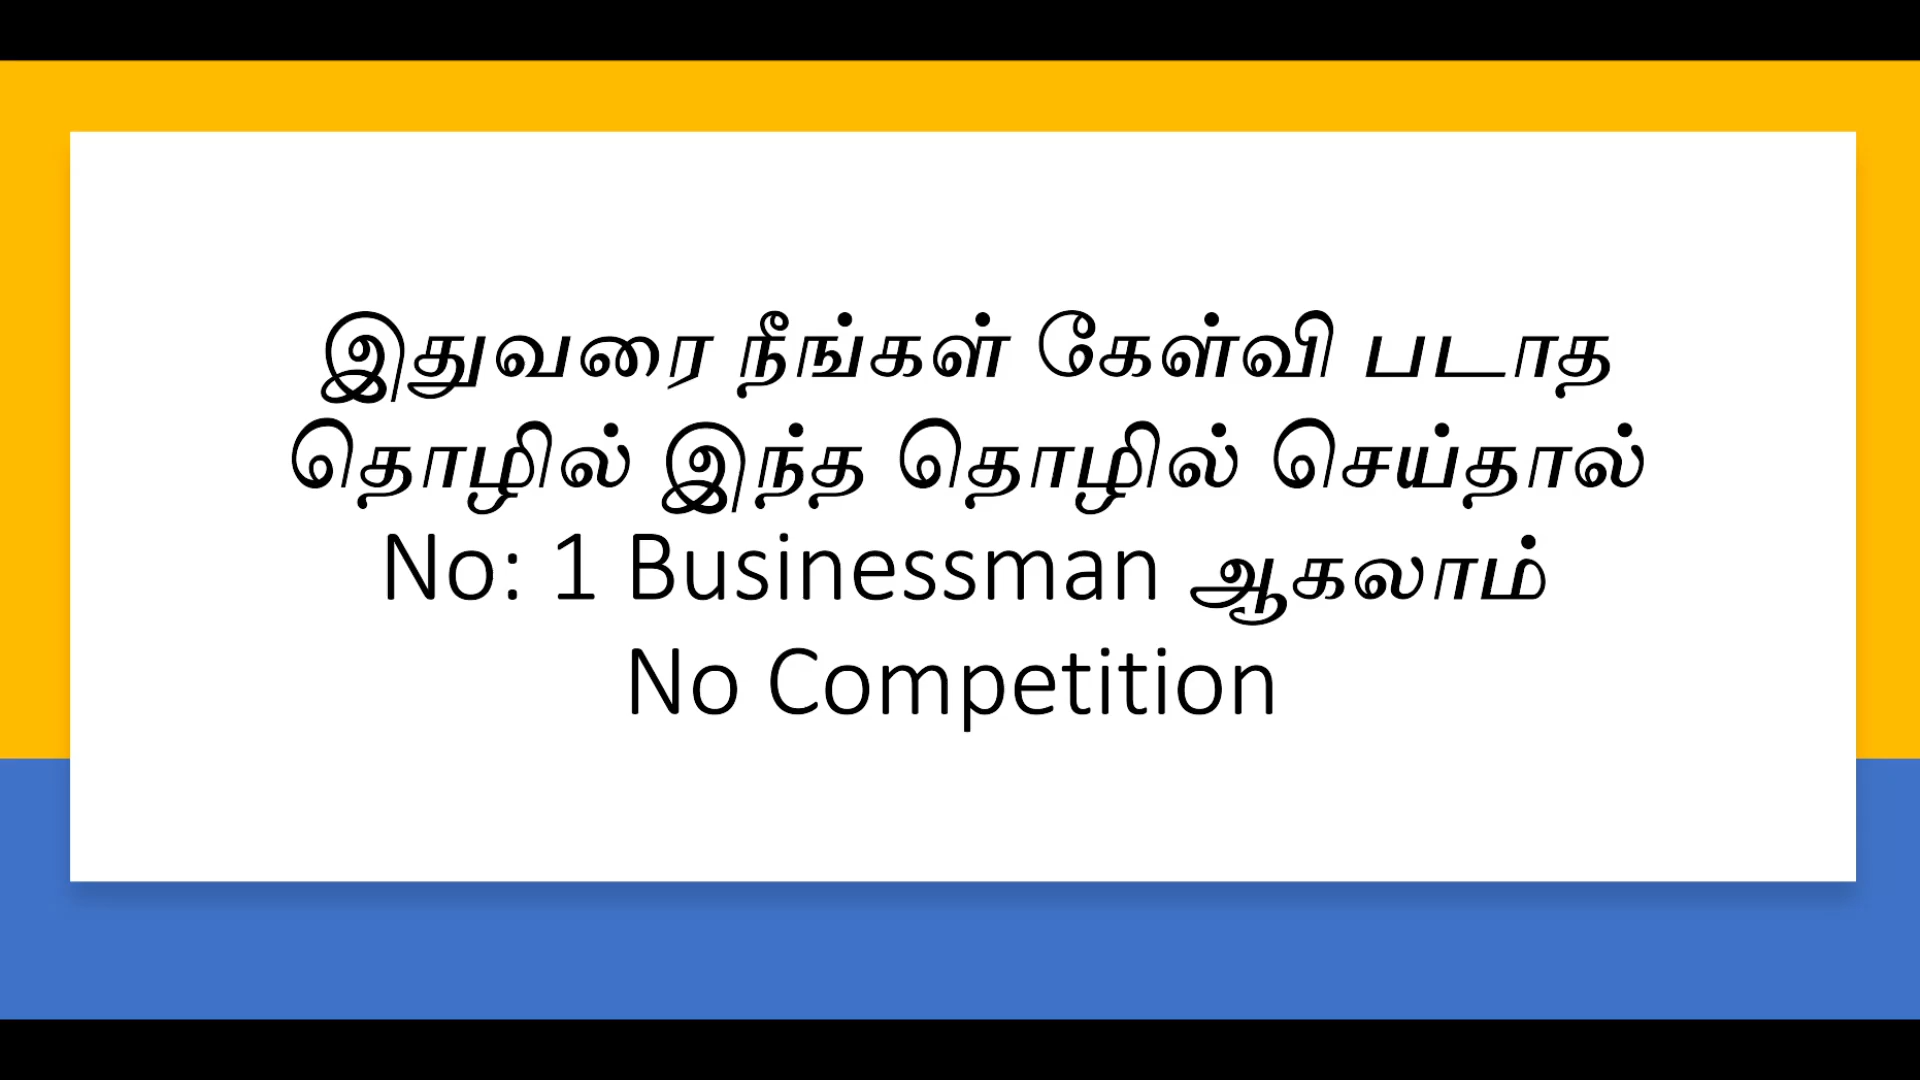 இதுவரை நீங்கள் கேள்வி படாத
தொழில் இந்த தொழில் செய்தால்
No: 1 Businessman ஆகலாம்
No Competition